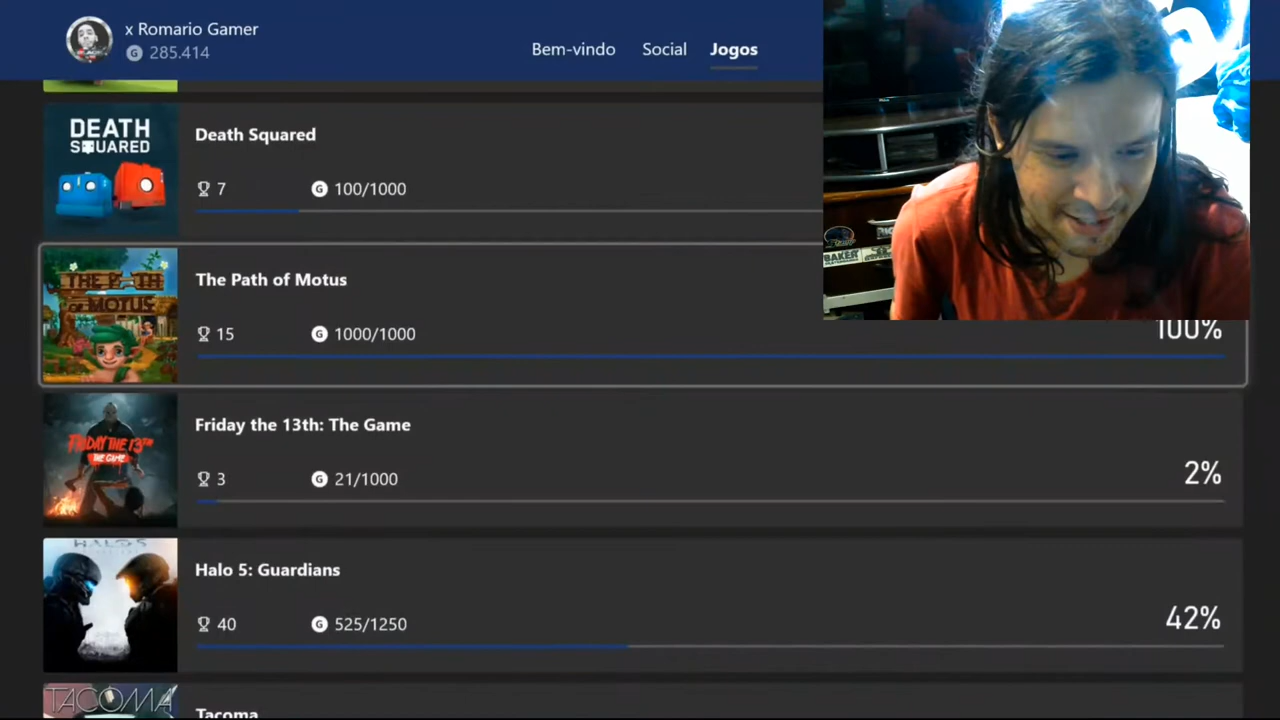 x Romario Gamer
G 285.414
Bem-vindo Social Jogos
DEATH SQUARED
Death Squared
7 G 100/1000
THE PATH OF MOTUS
The Path of Motus
15 G 1000/1000
100%
FRIDAY THE 13TH
THE GAME
Friday the 13th: The Game
3 G 21/1000
2%
HALO 5
Halo 5: Guardians
40 G 525/1250
42%
TACOMA
Tacoma
BAKER